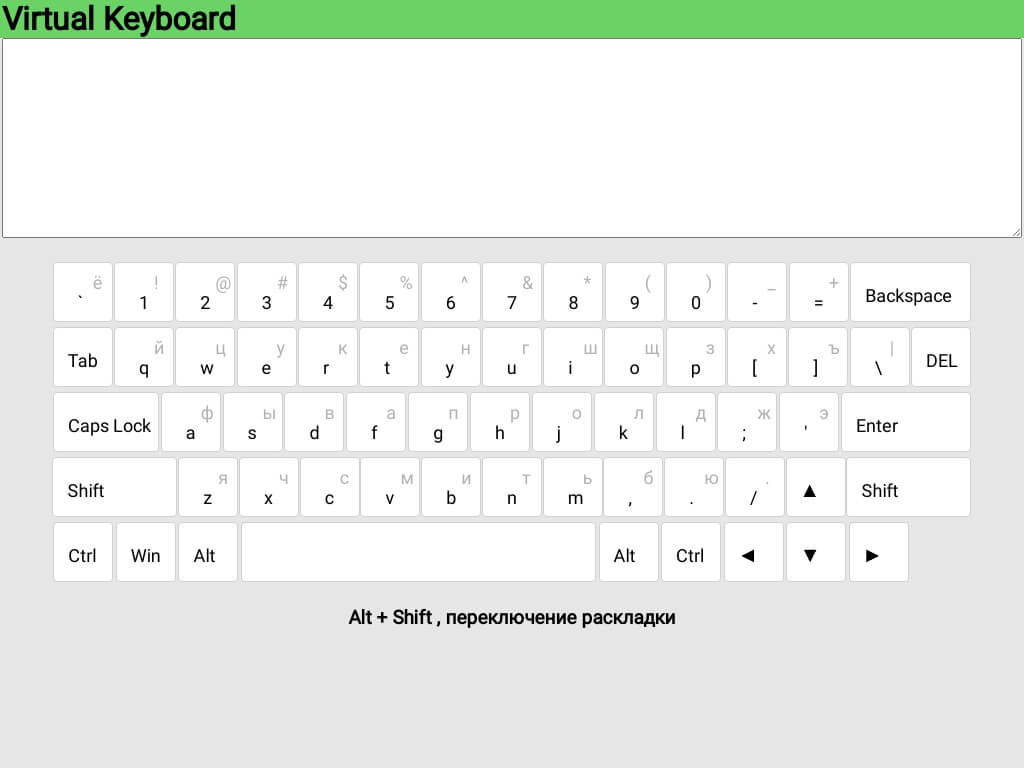 Virtual Keyboard
` ё 1 ! 2 @ 3 # 4 $ 5 % 6 ^ 7 & 8 * 9 ( 0 ) - _ = + Backspace
Tab q й w ц e у r к t е y н u г i ш o щ p з [ х ] ъ \ | DEL
Caps Lock a ф s ы d в f а g п h р j о k л l д ; ж ' э Enter
Shift z я x ч c с v м b и n т m ь , б . ю / . ▲ Shift
Ctrl Win Alt Alt Ctrl ◄ ▼ ►
Alt + Shift , переключение раскладки